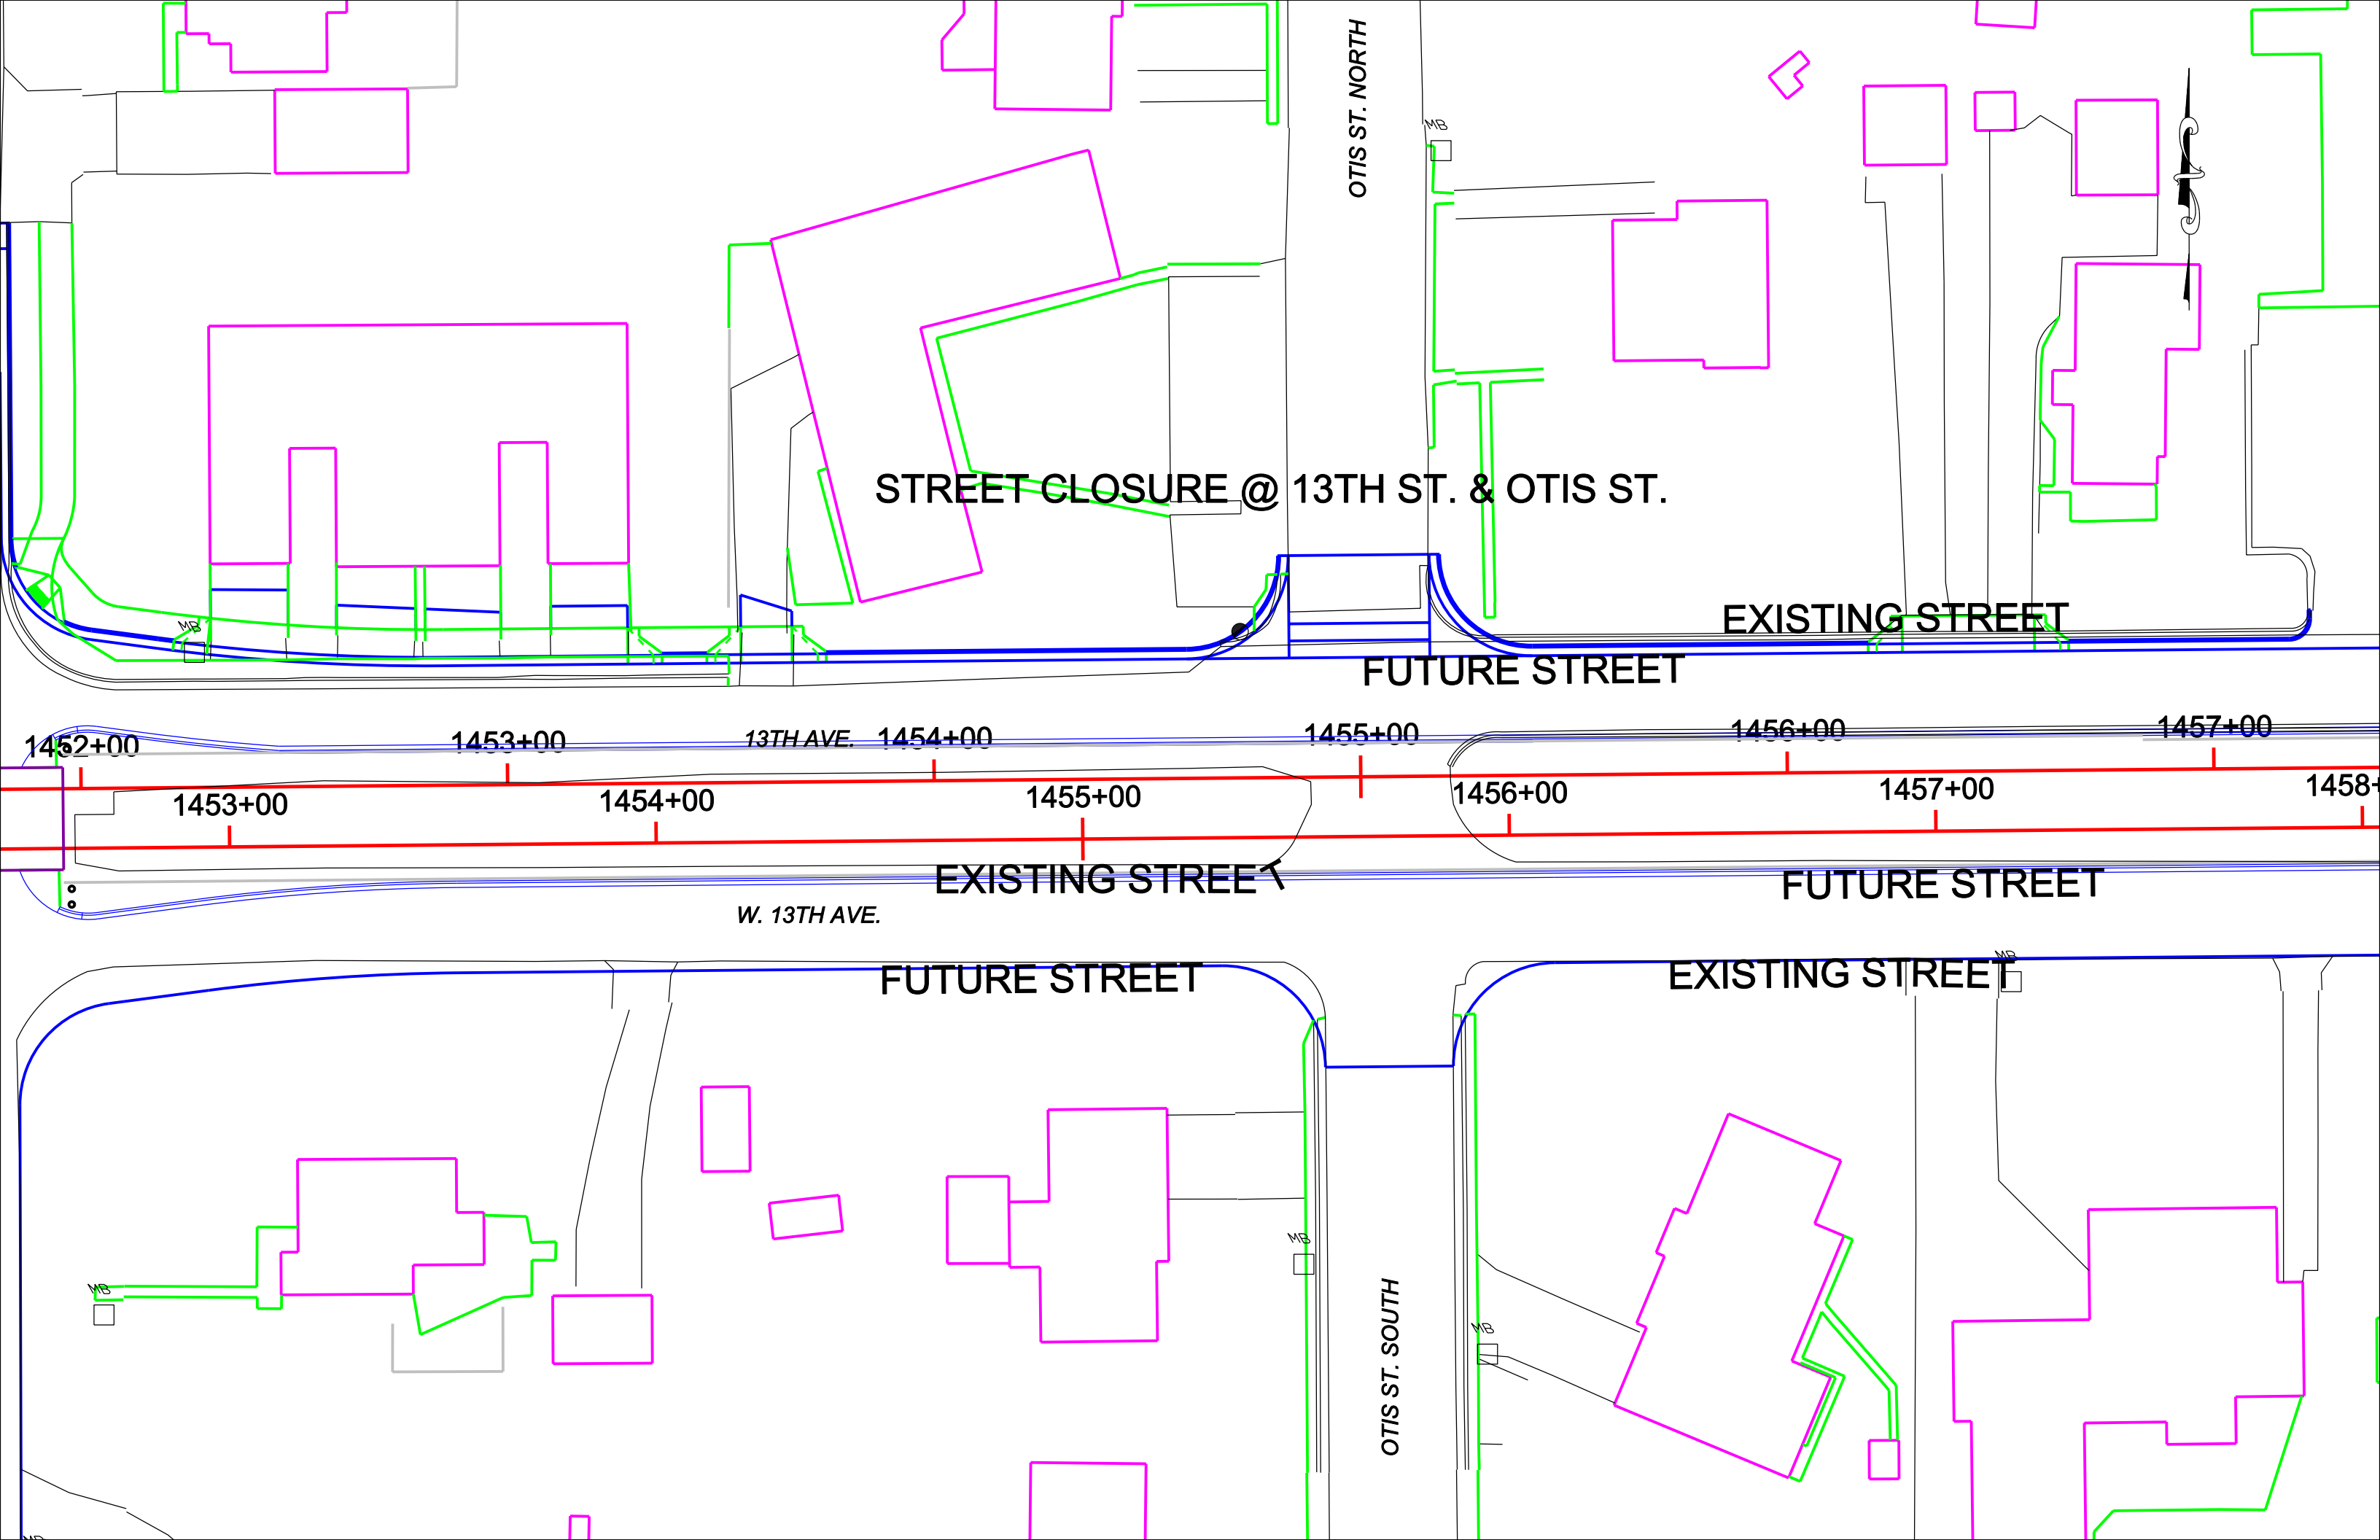 OTIS ST. NORTH
MB
STREET CLOSURE @ 13TH ST. & OTIS ST.
MB
EXISTING STREET
FUTURE STREET
1452+00
1453+00
13TH AVE.
1454+00
1455+00
1456+00
1457+00
1453+00
1454+00
1455+00
1456+00
1457+00
1458+
EXISTING STREET
FUTURE STREET
W. 13TH AVE.
FUTURE STREET
EXISTING STREET
MB
MB
MB
MB
OTIS ST. SOUTH
MB